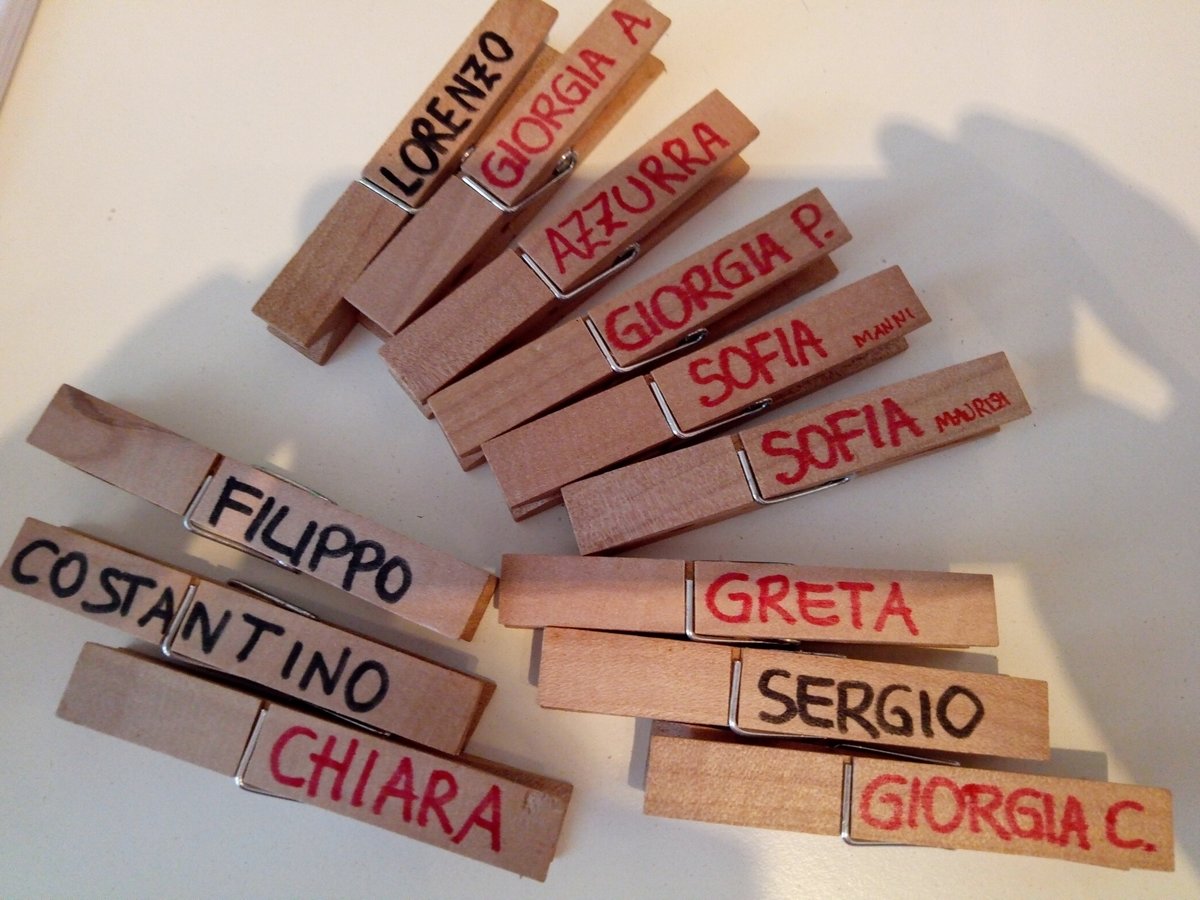 LORENZO
GIORGIA A
AZZURRA
GIORGIA P.
SOFIA MANNI
SOFIA MAURISI
FILIPPO
COSTANTINO
CHIARA
GRETA
SERGIO
GIORGIA C.